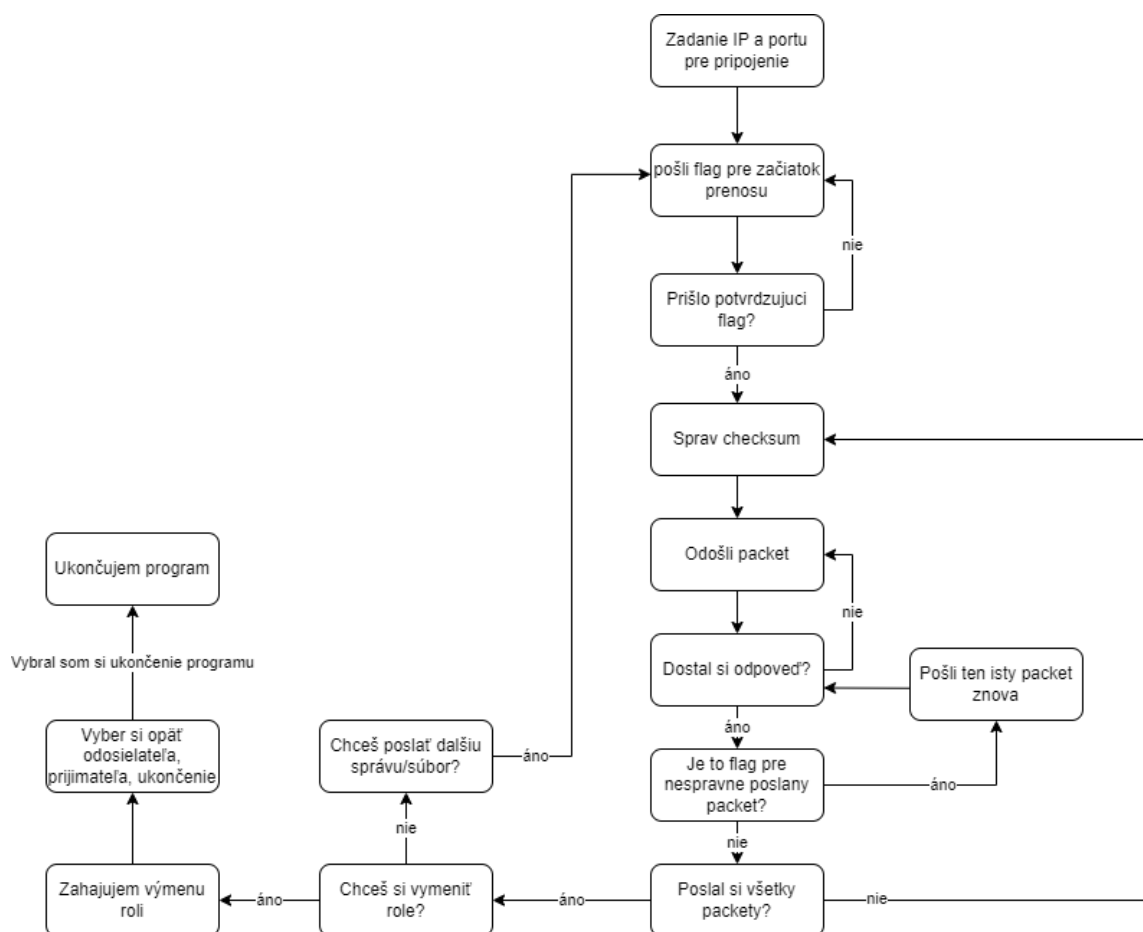 Zadanie IP a portu
pre pripojenie
pošli flag pre začiatok
prenosu
nie
Prišlo potvrdzujuci
flag?
áno
Sprav checksum
Odošli packet
nie
Ukončujem program
Vybral som si ukončenie programu
Dostal si odpoveď?
Pošli ten isty packet
znova
áno
Vyber si opäť
odosielateľa,
prijimateľa, ukončenie
Chceš poslať dalšiu
správu/súbor?
áno
Je to flag pre
nespravne poslany
packet?
áno
nie
nie
Zahajujem výmenu
roli
áno
Chceš si vymeniť
role?
áno
Poslal si všetky
packety?
nie